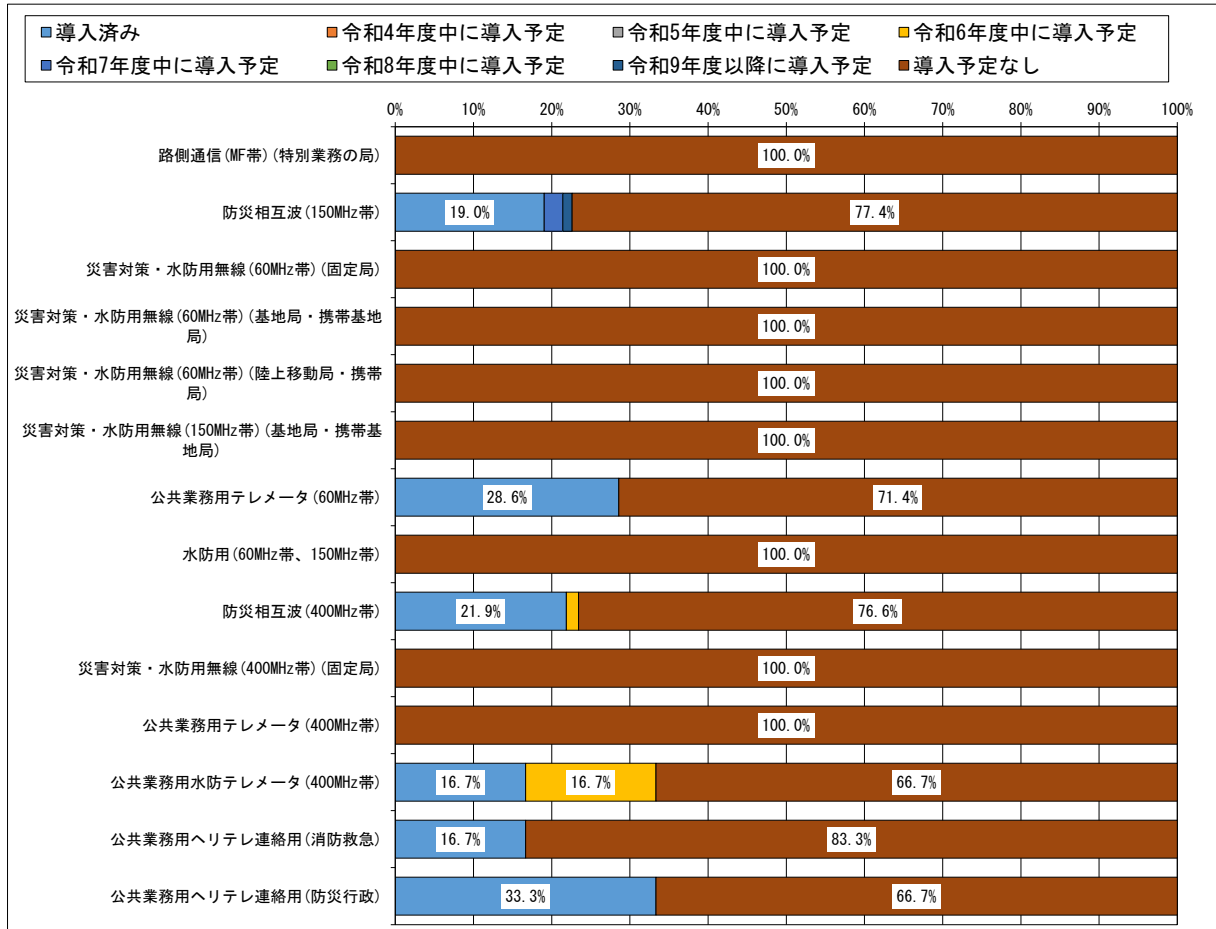 ■導入済み ■令和4年度中に導入予定 ■令和5年度中に導入予定 ■令和6年度中に導入予定
■令和7年度中に導入予定 ■令和8年度中に導入予定 ■令和9年度以降に導入予定 ■導入予定なし
0% 10% 20% 30% 40% 50% 60% 70% 80% 90% 100%
路側通信(MF帯)(特別業務の局) 100.0%
防災相互波(150MHz帯) 19.0% 77.4%
災害対策・水防用無線(60MHz帯)(固定局) 100.0%
災害対策・水防用無線(60MHz帯)(基地局・携帯基地
局) 100.0%
災害対策・水防用無線(60MHz帯)(陸上移動局・携帯
局) 100.0%
災害対策・水防用無線(150MHz帯)(基地局・携帯基
地局) 100.0%
公共業務用テレメータ(60MHz帯) 28.6% 71.4%
水防用(60MHz帯、150MHz帯) 100.0%
防災相互波(400MHz帯) 21.9% 76.6%
災害対策・水防用無線(400MHz帯)(固定局) 100.0%
公共業務用テレメータ(400MHz帯) 100.0%
公共業務用水防テレメータ(400MHz帯) 16.7% 16.7% 66.7%
公共業務用ヘリテレ連絡用(消防救急) 16.7% 83.3%
公共業務用ヘリテレ連絡用(防災行政) 33.3% 66.7%